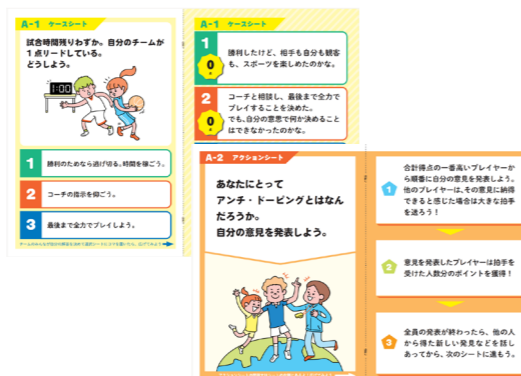 A-1 ケースシート
試合時間残りわずか。自分のチームが
1点リードしている。
どうしよう。
1:00
1 勝利のためなら逃げ切る。時間を稼ごう。
2 コーチの指示を仰ごう。
3 最後まで全力でプレイしよう。
A-1 ケースシート
1
0
勝利したけど、相手も自分も観客
も、スポーツを楽しめたのかな。
2
0
コーチと相談し、最後まで全力で
プレイすることを決めた。
でも、自分の意思で何か決めること
はできなかったのかな。
A-2 アクションシート
あなたにとって
アンチ・ドーピングとはなん
だろうか。
自分の意見を発表しよう。
1
合計得点の一番高いプレイヤーか
ら順番に自分の意見を発表しよう。
他のプレイヤーは、その意見に納得
できると感じた場合は大きな拍手
を送ろう！
2
意見を発表したプレイヤーは拍手を
受けた人数分のポイントを獲得！
3
全員の発表が終わったら、他の人
から得た新しい発見などを話し
あってから、次のシートに進もう。